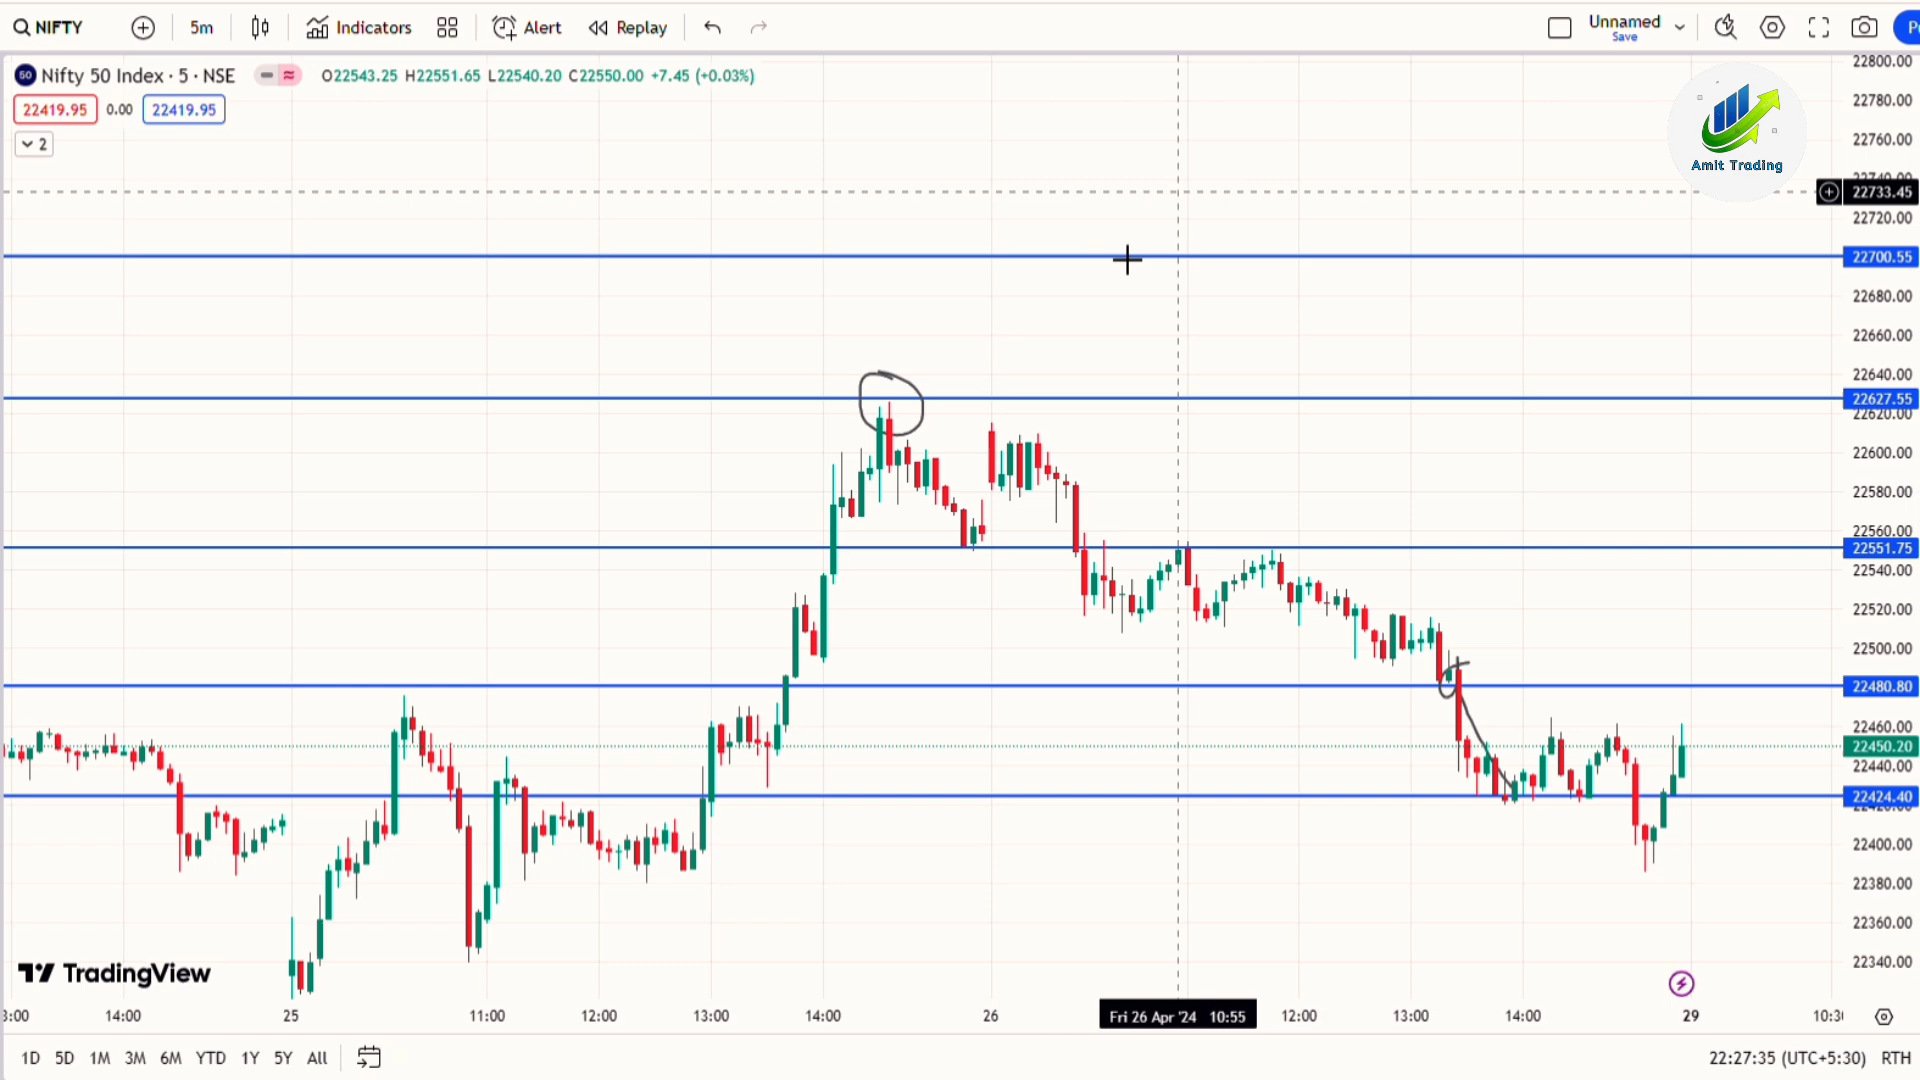 NIFTY
5m
Indicators
Alert
Replay
Unnamed
Save
50 Nifty 50 Index · 5 · NSE
O22543.25 H22551.65 L22540.20 C22550.00 +7.45 (+0.03%)
22419.95 0.00 22419.95
2
Amit Trading
22800.00
22780.00
22760.00
22733.45
22720.00
22700.55
22680.00
22660.00
22640.00
22627.55
22620.00
22600.00
22580.00
22560.00
22551.75
22540.00
22520.00
22500.00
22480.80
22460.00
22450.20
22440.00
22424.40
22400.00
22380.00
22360.00
22340.00
TradingView
14:00 25 11:00 12:00 13:00 14:00 26 Fri 26 Apr '24 10:55 12:00 13:00 14:00 29
1D 5D 1M 3M 6M YTD 1Y 5Y All
22:27:35 (UTC+5:30) RTH